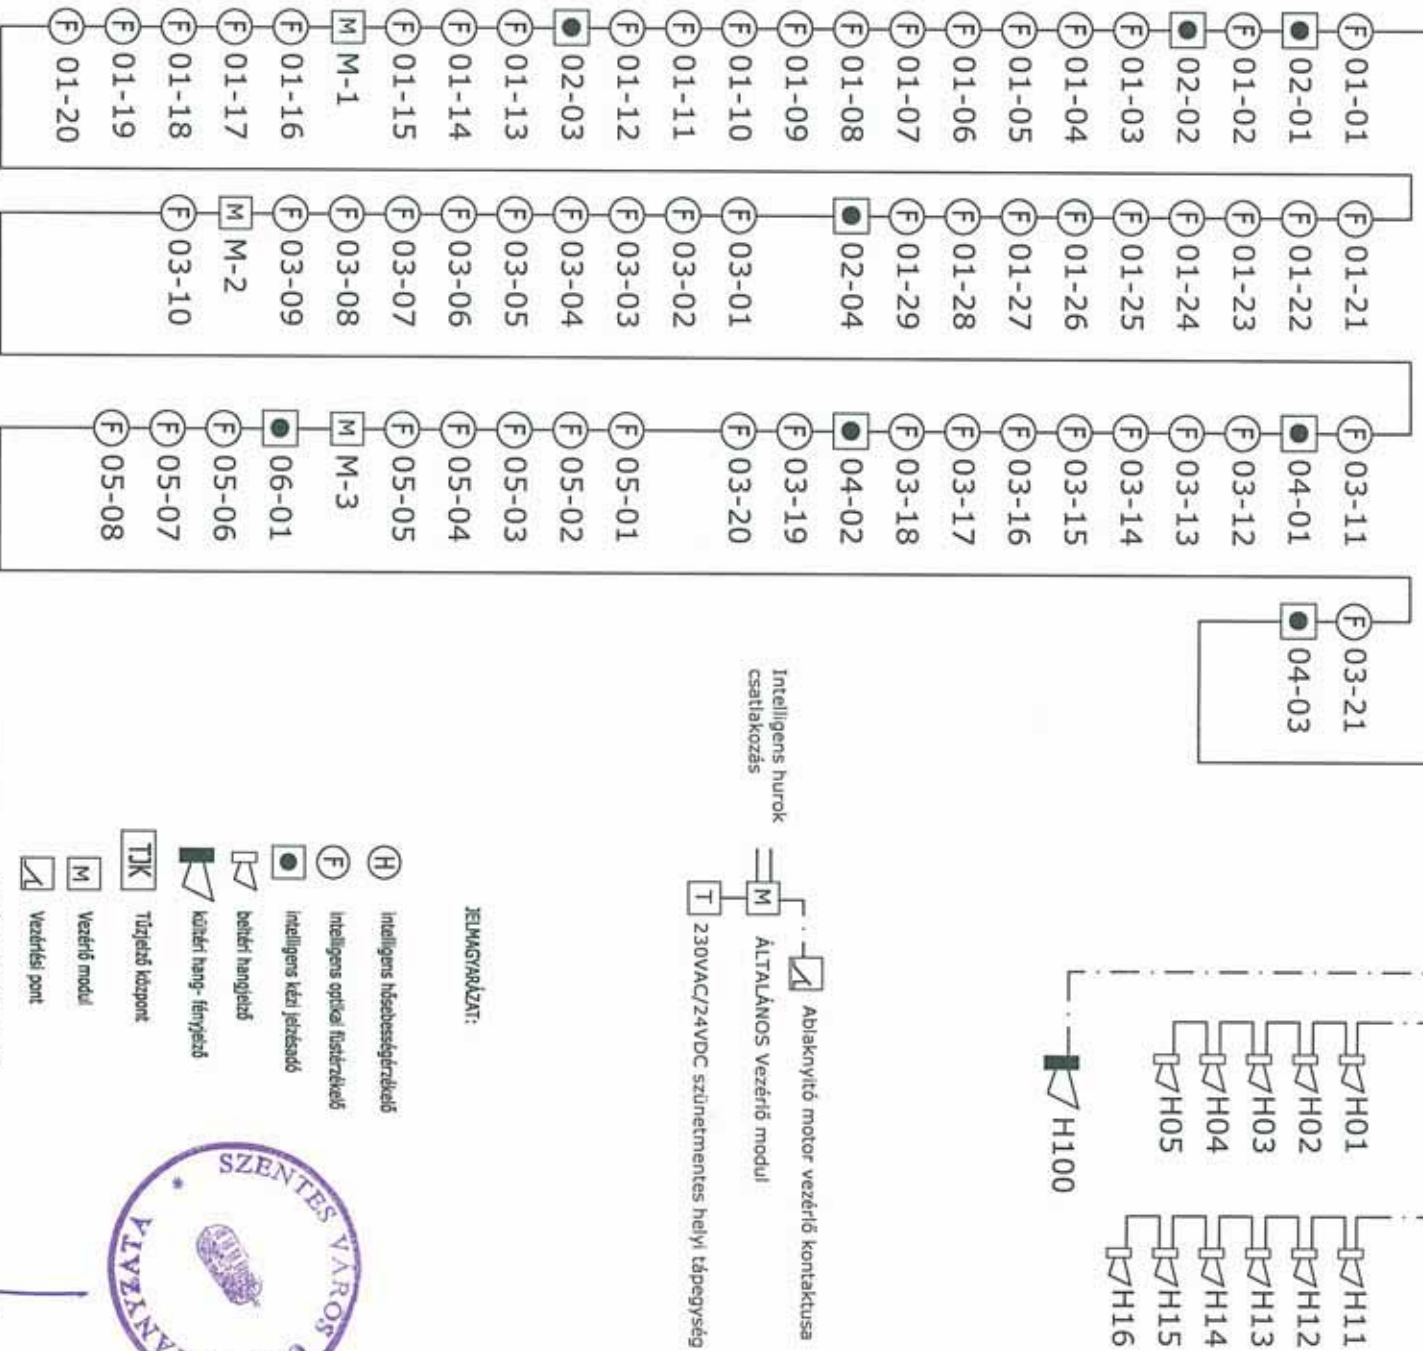 F 01-01
02-01
F 01-02
02-02
F 01-03
F 01-04
F 01-05
F 01-06
F 01-07
F 01-08
F 01-09
F 01-10
F 01-11
F 01-12
02-03
F 01-13
F 01-14
F 01-15
M M-1
F 01-16
F 01-17
F 01-18
F 01-19
F 01-20
F 01-21
F 01-22
F 01-23
F 01-24
F 01-25
F 01-26
F 01-27
F 01-28
F 01-29
02-04
F 03-01
F 03-02
F 03-03
F 03-04
F 03-05
F 03-06
F 03-07
F 03-08
F 03-09
M M-2
F 03-10
F 03-11
04-01
F 03-12
F 03-13
F 03-14
F 03-15
F 03-16
F 03-17
F 03-18
04-02
F 03-19
F 03-20
F 05-01
F 05-02
F 05-03
F 05-04
F 05-05
M M-3
06-01
F 05-06
F 05-07
F 05-08
F 03-21
04-03
H01
H02
H03
H04
H05
H100
H11
H12
H13
H14
H15
H16
Ablaknyitó motor vezérlő kontaktusa
Intelligens hurok
csatlakozás
M ÁLTALÁNOS Vezérlő modul
T 230VAC/24VDC szünetmentes helyi tápegység
JELMAGYARÁZAT:
H intelligens hősebességérzékelő
F intelligens optikai füstérzékelő
intelligens kézi jelzésadó
beltéri hangjelző
kültéri hang- fényjelző
TJK Tűzjelző központ
M Vezérlő modul
Vezérlési pont
SZENTES VÁROS